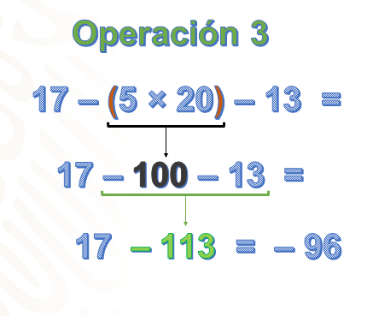 Operación 3
17 – (5 × 20) – 13 =
17 – 100 – 13 =
17 – 113 = – 96